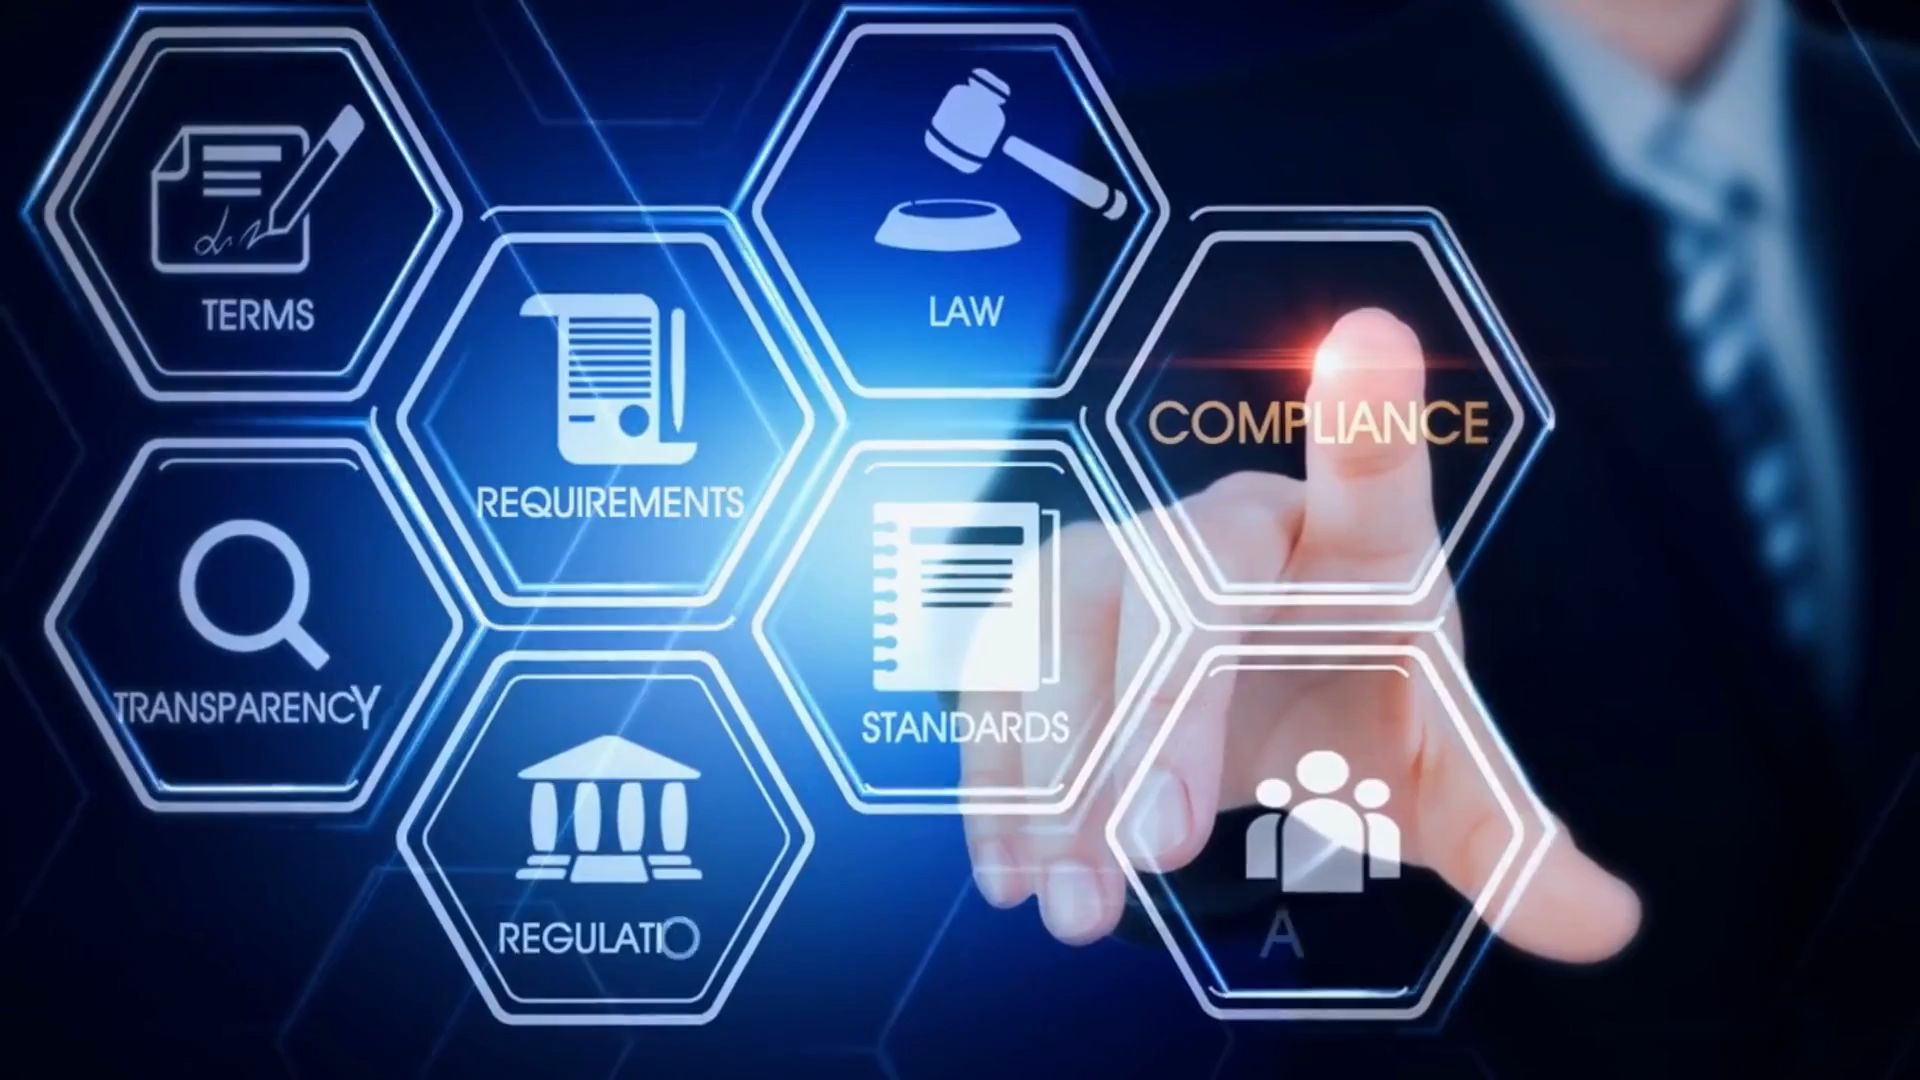 TERMS
LAW
REQUIREMENTS
COMPLIANCE
TRANSPARENCY
STANDARDS
REGULATIO
A